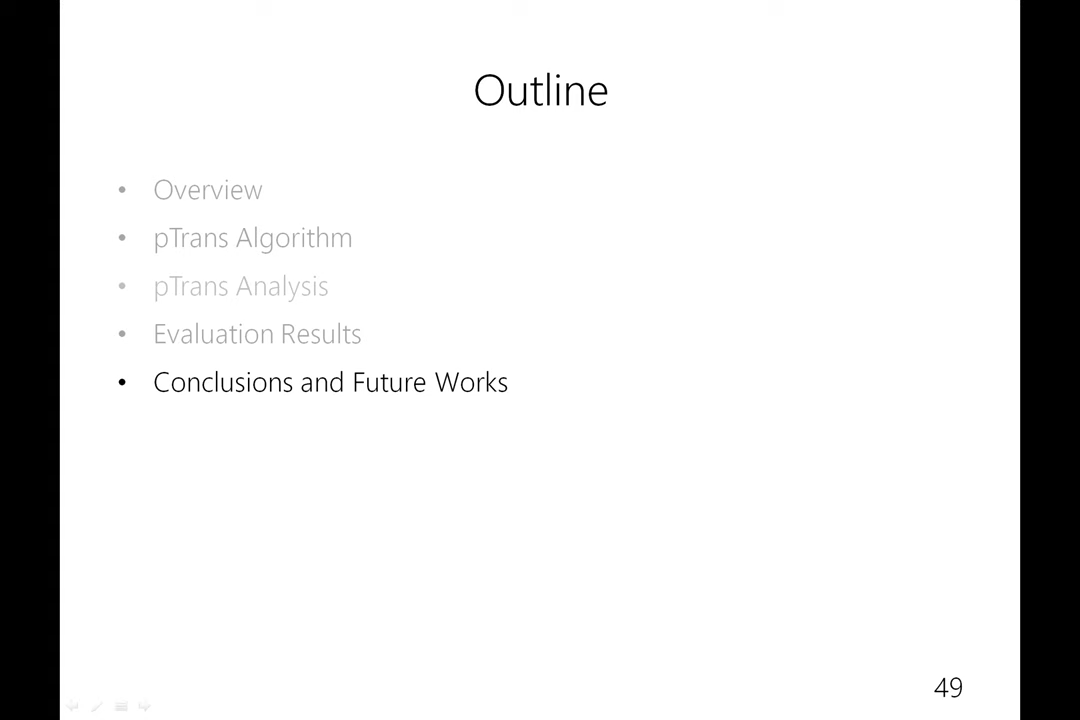 Outline
• Overview
• pTrans Algorithm
• pTrans Analysis
• Evaluation Results
• Conclusions and Future Works
49